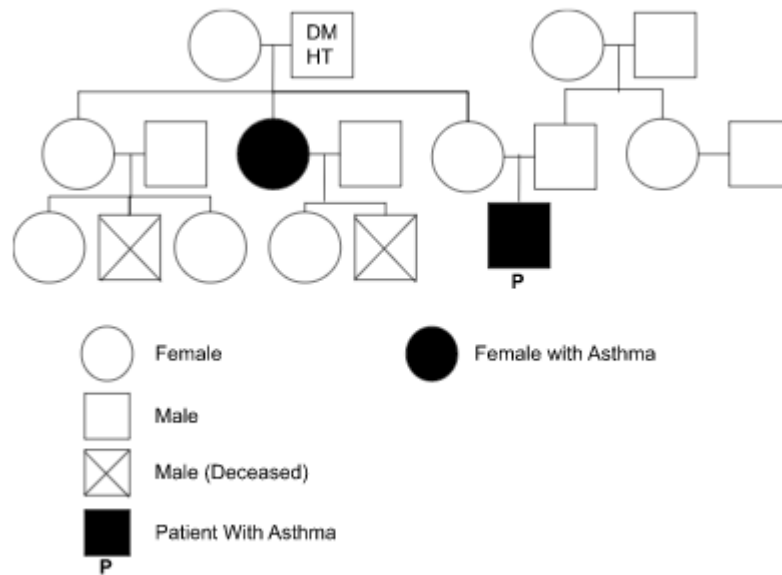 DM
HT
P
Female
Female with Asthma
Male
Male (Deceased)
Patient With Asthma
P